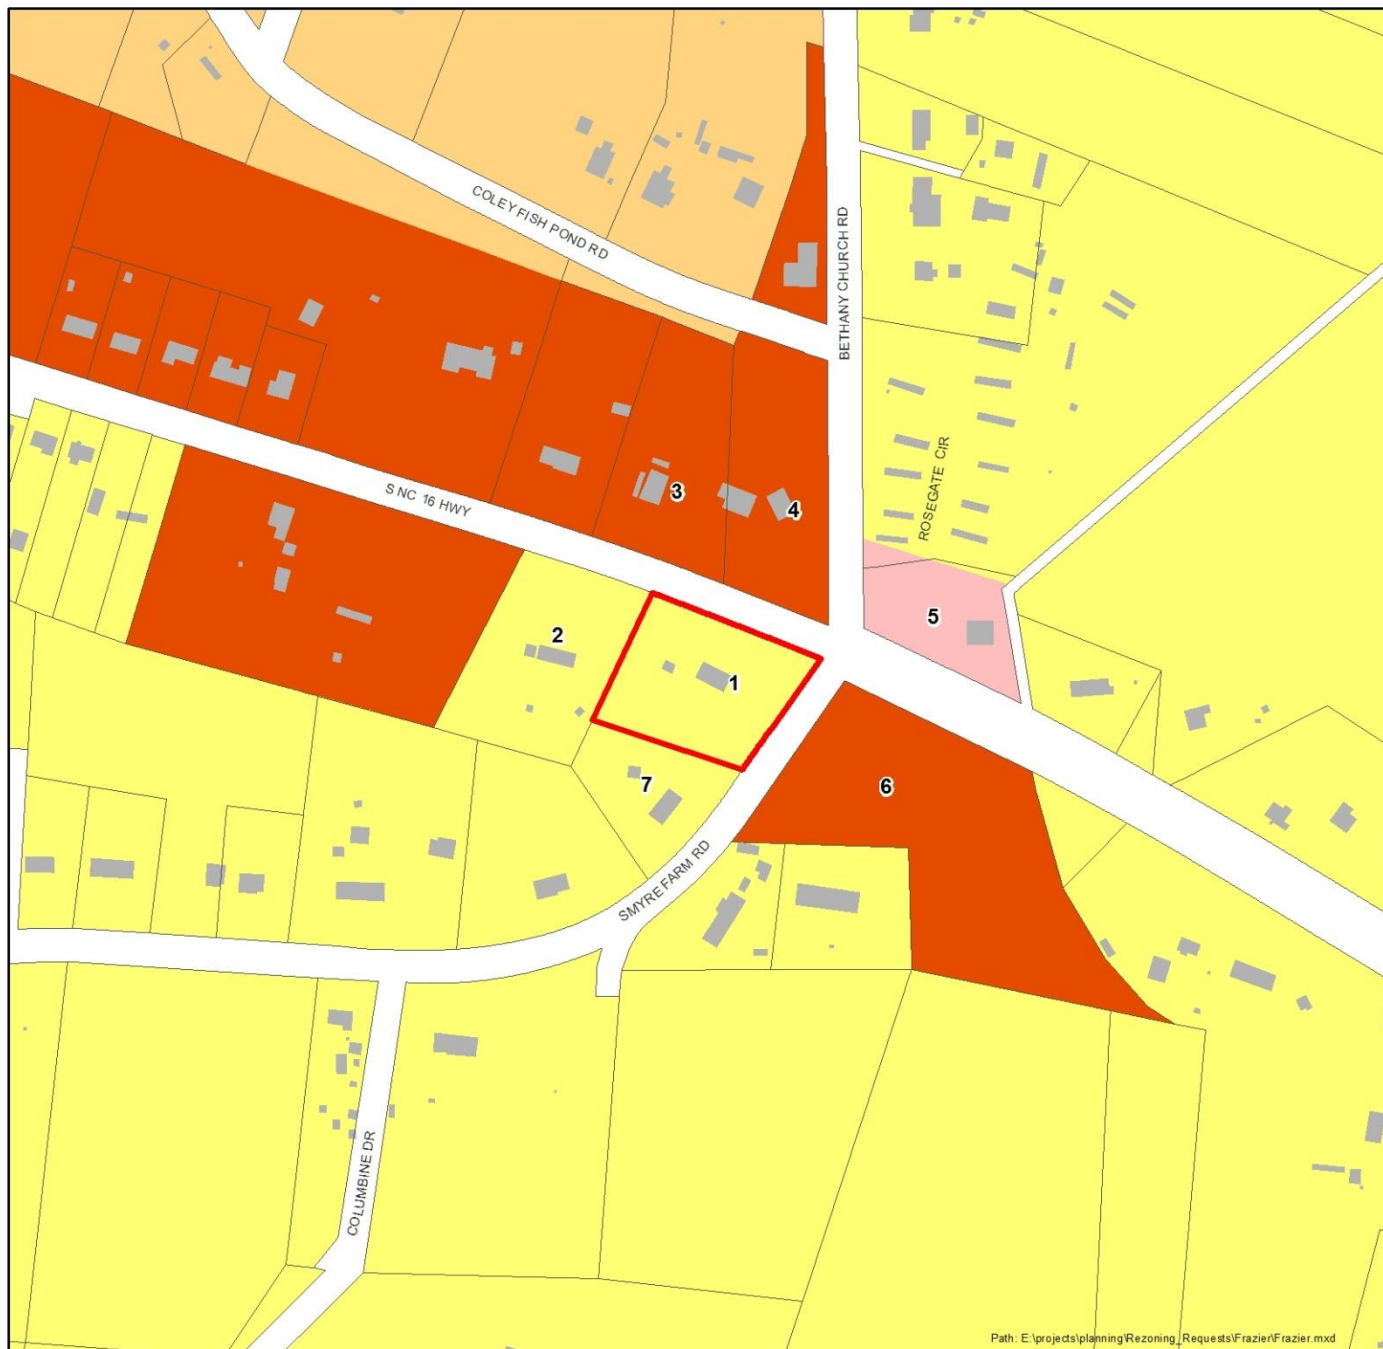 COLEY FISH POND RD
BETHANY CHURCH RD
S NC 16 HWY
ROSEGATE CIR
3
4
5
2
1
7
6
SMYRE FARM RD
COLUMBINE DR
Path: E:\projects\planning\Rezoning_Requests\Frazier\Frazier.mxd